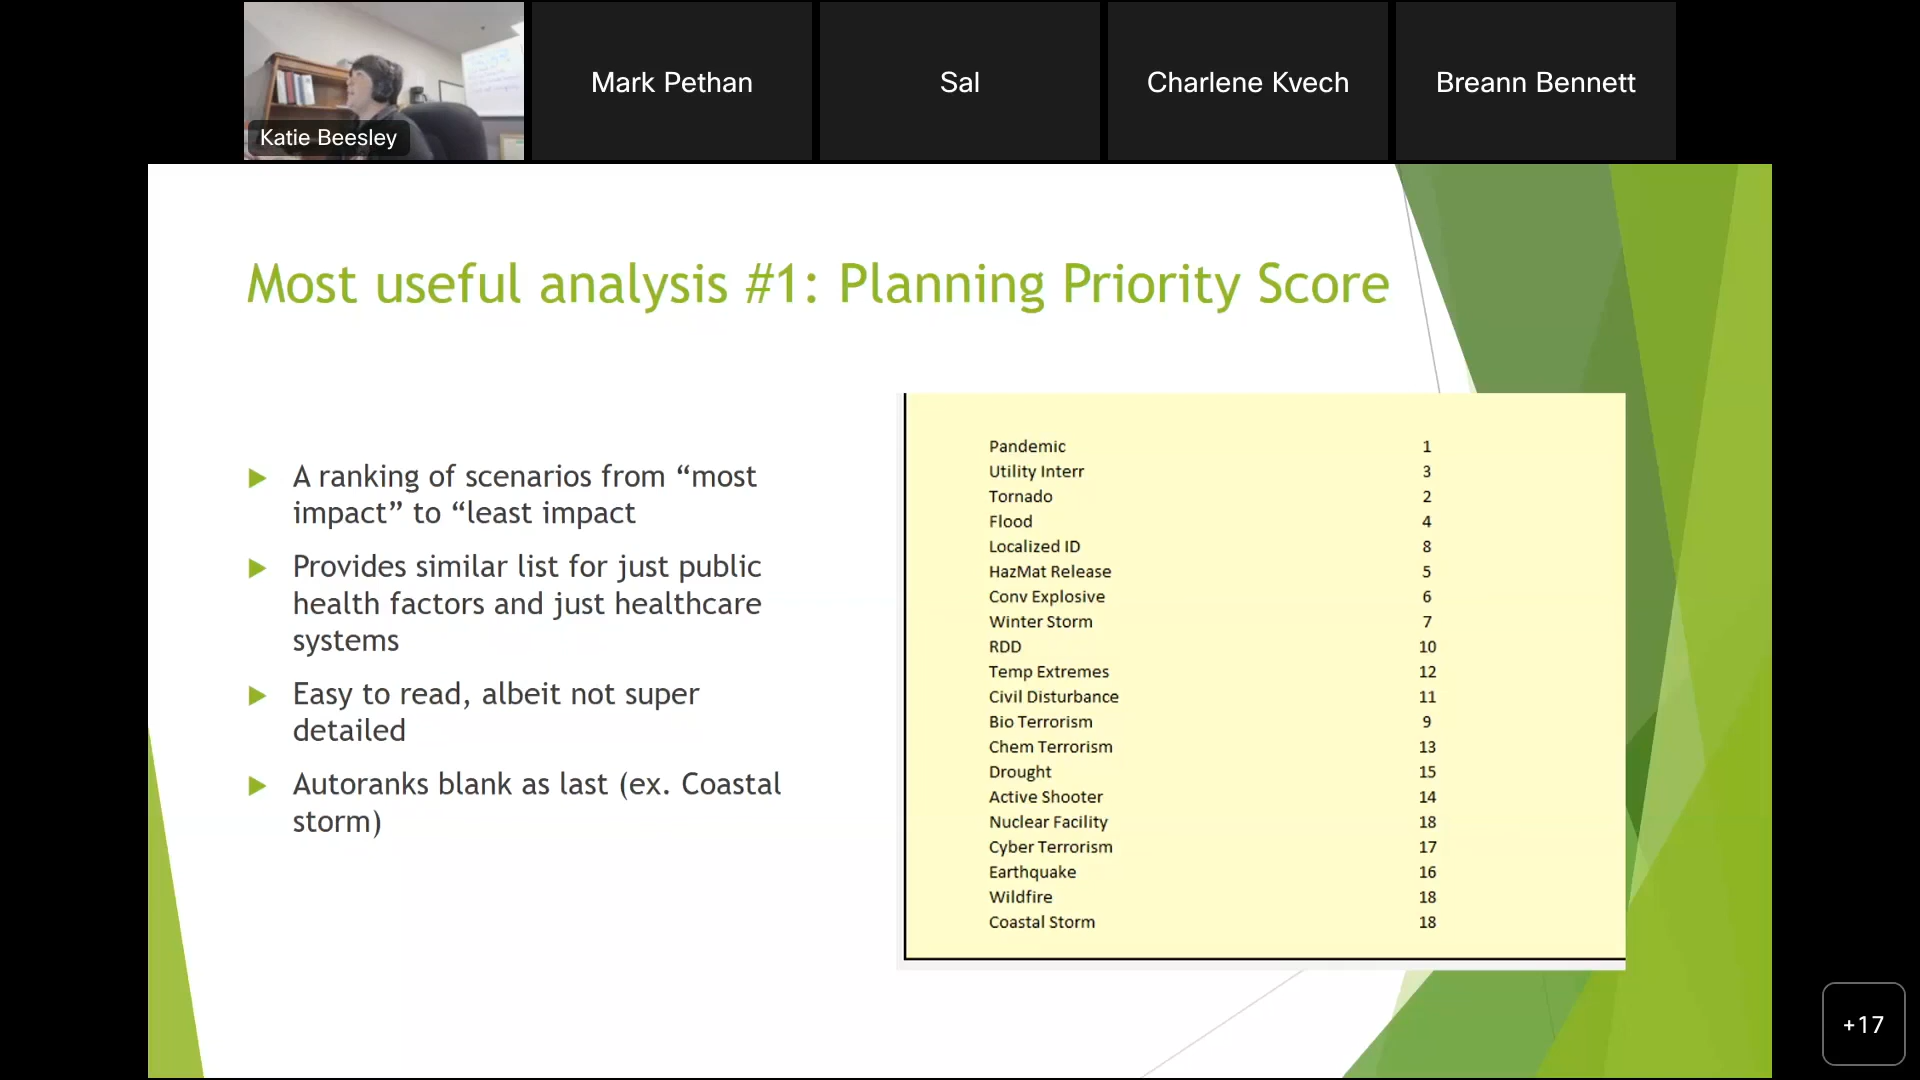 Katie Beesley
Mark Pethan
Sal
Charlene Kvech
Breann Bennett
Most useful analysis #1: Planning Priority Score
A ranking of scenarios from “most
impact” to “least impact
Provides similar list for just public
health factors and just healthcare
systems
Easy to read, albeit not super
detailed
Autoranks blank as last (ex. Coastal
storm)
Pandemic 1
Utility Interr 3
Tornado 2
Flood 4
Localized ID 8
HazMat Release 5
Conv Explosive 6
Winter Storm 7
RDD 10
Temp Extremes 12
Civil Disturbance 11
Bio Terrorism 9
Chem Terrorism 13
Drought 15
Active Shooter 14
Nuclear Facility 18
Cyber Terrorism 17
Earthquake 16
Wildfire 18
Coastal Storm 18
+17